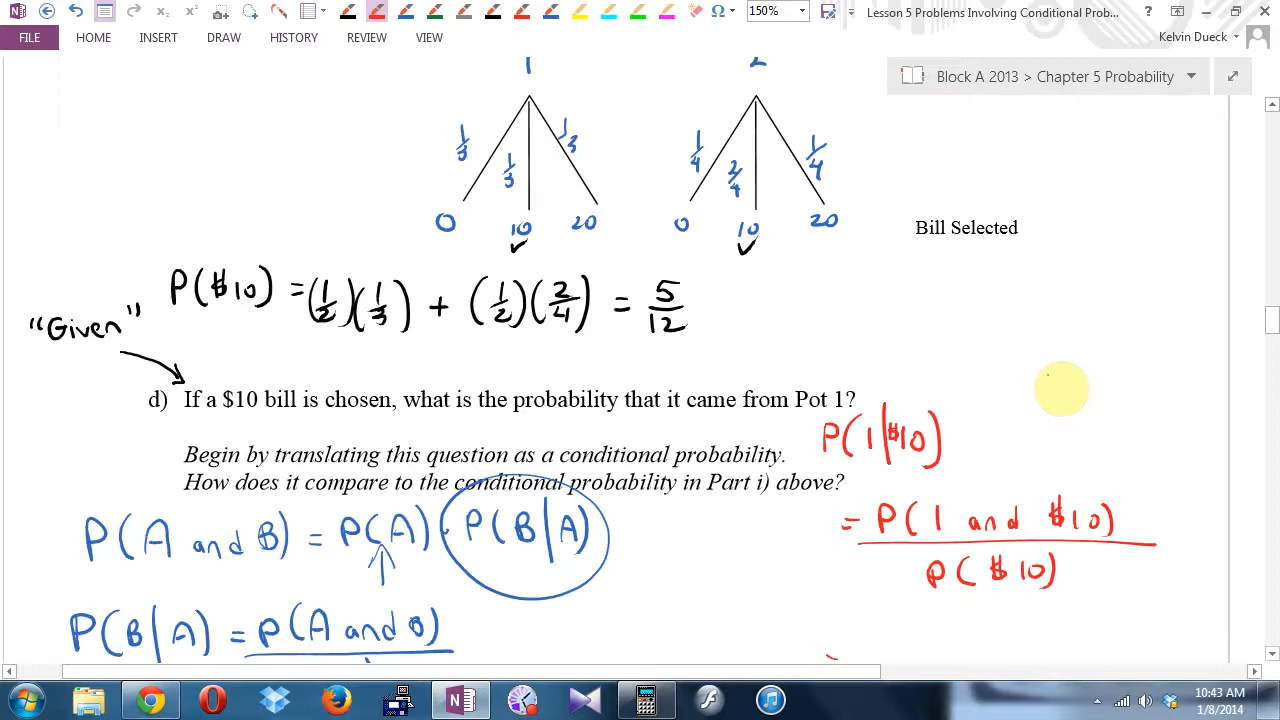 150%
Lesson 5 Problems Involving Conditional Prob...
FILE HOME INSERT DRAW HISTORY REVIEW VIEW
Kelvin Dueck
Block A 2013 > Chapter 5 Probability
1 2
1/3 1/3 1/3 1/4 2/4 1/4
0 10 20 0 10 20
Bill Selected
P($10) = (1/2)(1/3) + (1/2)(2/4) = 5/12
"Given"
d) If a $10 bill is chosen, what is the probability that it came from Pot 1?
P(1|$10)
Begin by translating this question as a conditional probability.
How does it compare to the conditional probability in Part i) above?
P(A and B) = P(A) · P(B|A)
= P(1 and $10)
P($10)
P(B|A) = P(A and B)
10:43 AM
1/8/2014